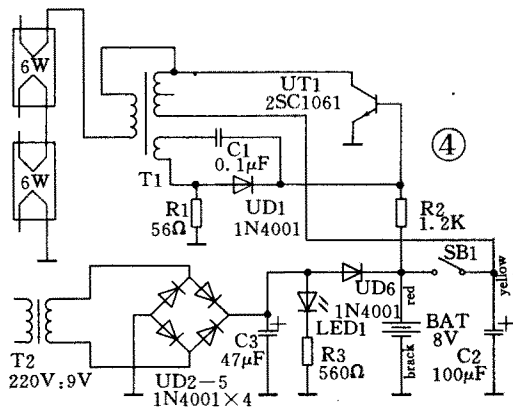 6W
UT1
2SC1061
④
C1
0.1μF
6W
T1
R1
56Ω
UD1
1N4001
R2
1.2K
SB1
yellow
UD6
1N4001
red
LED1
BAT
8V
brack
T2
220V:9V
C3
47μF
R3
560Ω
C2
100μF
UD2-5
1N4001×4
+
+